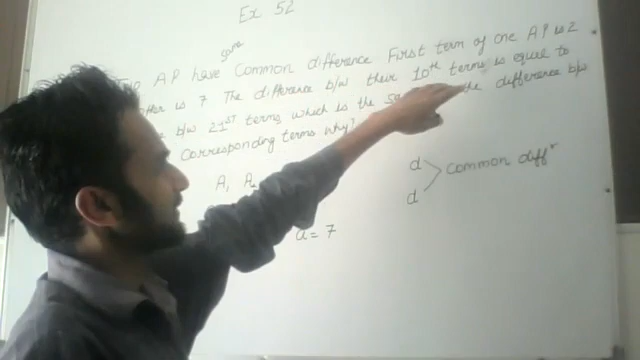 Ex 52
same
AP have Common difference First term of one AP is 2
other is 7 The difference b/w their 10th terms is equal to
b/w 21st terms which is the the difference b/w
Corresponding terms why?
A1 A2
d
Common diffr
d
a = 7